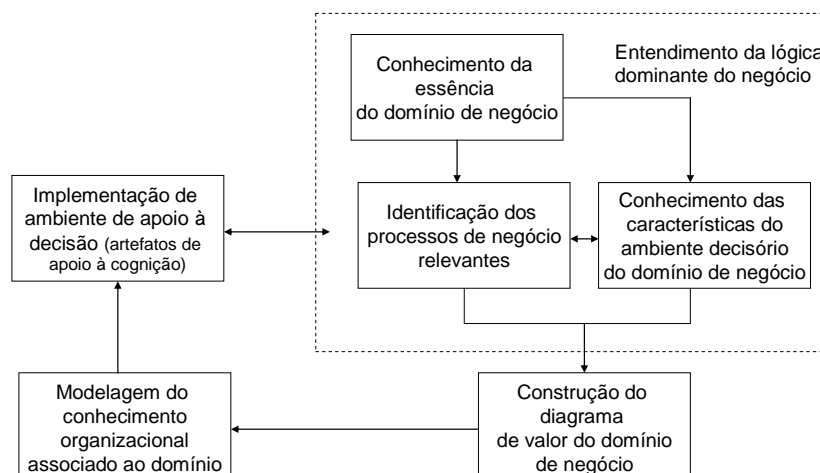 Conhecimento da
essência
do domínio de negócio
Entendimento da lógica
dominante do negócio
Implementação de
ambiente de apoio à
decisão (artefatos de
apoio à cognição)
Identificação dos
processos de negócio
relevantes
Conhecimento das
características do
ambiente decisório
do domínio de negócio
Modelagem do
conhecimento
organizacional
associado ao domínio
Construção do
diagrama
de valor do domínio
de negócio